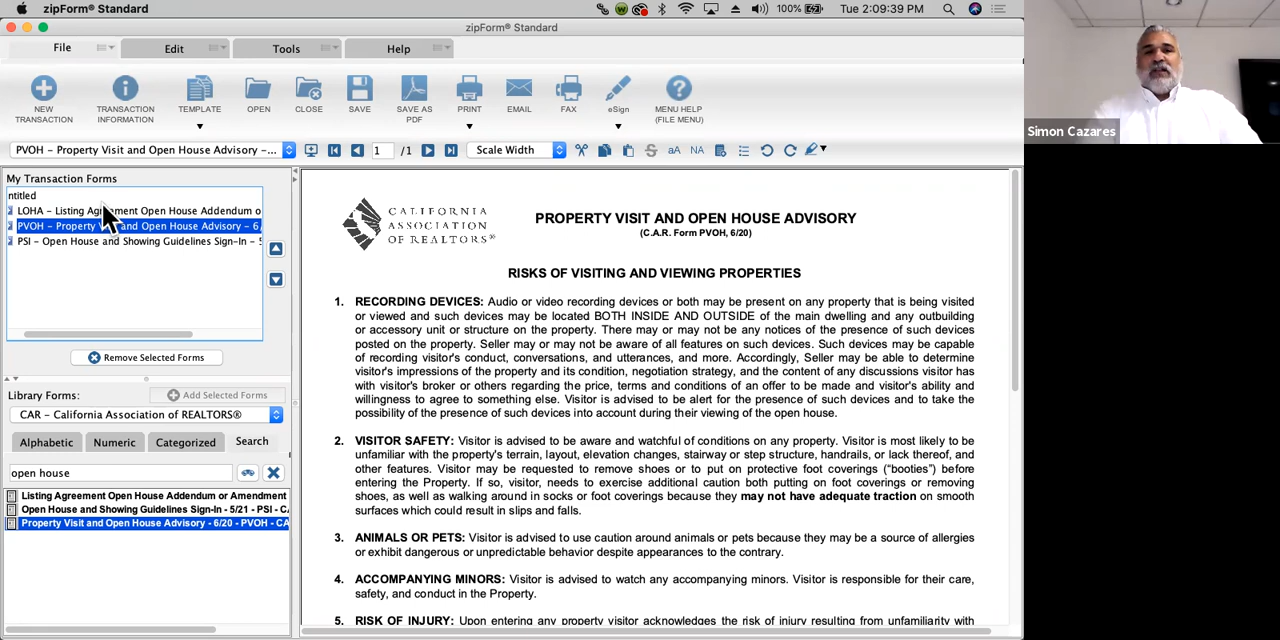 zipForm® Standard
100%
Tue 2:09:39 PM
zipForm® Standard
File
Edit
Tools
Help
NEW TRANSACTION
TRANSACTION INFORMATION
TEMPLATE
OPEN
CLOSE
SAVE
SAVE AS PDF
PRINT
EMAIL
FAX
eSign
MENU HELP (FILE MENU)
PVOH - Property Visit and Open House Advisory -...
1
/1
Scale Width
aA
NA
Simon Cazares
My Transaction Forms
ntitled
LOHA - Listing Agreement Open House Addendum o
PVOH - Property and Open House Advisory - 6/
PSI - Open House and Showing Guidelines Sign-In - 5
Remove Selected Forms
Library Forms:
Add Selected Forms
CAR - California Association of REALTORS®
Alphabetic
Numeric
Categorized
Search
open house
Listing Agreement Open House Addendum or Amendment
Open House and Showing Guidelines Sign-In - 5/21 - PSI - CA
Property Visit and Open House Advisory - 6/20 - PVOH - CA
CALIFORNIA
ASSOCIATION
OF REALTORS®
PROPERTY VISIT AND OPEN HOUSE ADVISORY
(C.A.R. Form PVOH, 6/20)
RISKS OF VISITING AND VIEWING PROPERTIES
1. RECORDING DEVICES: Audio or video recording devices or both may be present on any property that is being visited
or viewed and such devices may be located BOTH INSIDE AND OUTSIDE of the main dwelling and any outbuilding
or accessory unit or structure on the property. There may or may not be any notices of the presence of such devices
posted on the property. Seller may or may not be aware of all features on such devices. Such devices may be capable
of recording visitor's conduct, conversations, and utterances, and more. Accordingly, Seller may be able to determine
visitor's impressions of the property and its condition, negotiation strategy, and the content of any discussions visitor has
with visitor's broker or others regarding the price, terms and conditions of an offer to be made and visitor's ability and
willingness to agree to something else. Visitor is advised to be alert for the presence of such devices and to take the
possibility of the presence of such devices into account during their viewing of the open house.
2. VISITOR SAFETY: Visitor is advised to be aware and watchful of conditions on any property. Visitor is most likely to be
unfamiliar with the property's terrain, layout, elevation changes, stairway or step structure, handrails, or lack thereof, and
other features. Visitor may be requested to remove shoes or to put on protective foot coverings ("booties") before
entering the Property. If so, visitor, needs to exercise additional caution both putting on foot coverings or removing
shoes, as well as walking around in socks or foot coverings because they may not have adequate traction on smooth
surfaces which could result in slips and falls.
3. ANIMALS OR PETS: Visitor is advised to use caution around animals or pets because they may be a source of allergies
or exhibit dangerous or unpredictable behavior despite appearances to the contrary.
4. ACCOMPANYING MINORS: Visitor is advised to watch any accompanying minors. Visitor is responsible for their care,
safety, and conduct in the Property.
5. RISK OF INJURY: Upon entering any property visitor acknowledges the risk of injury resulting from unfamiliarity with